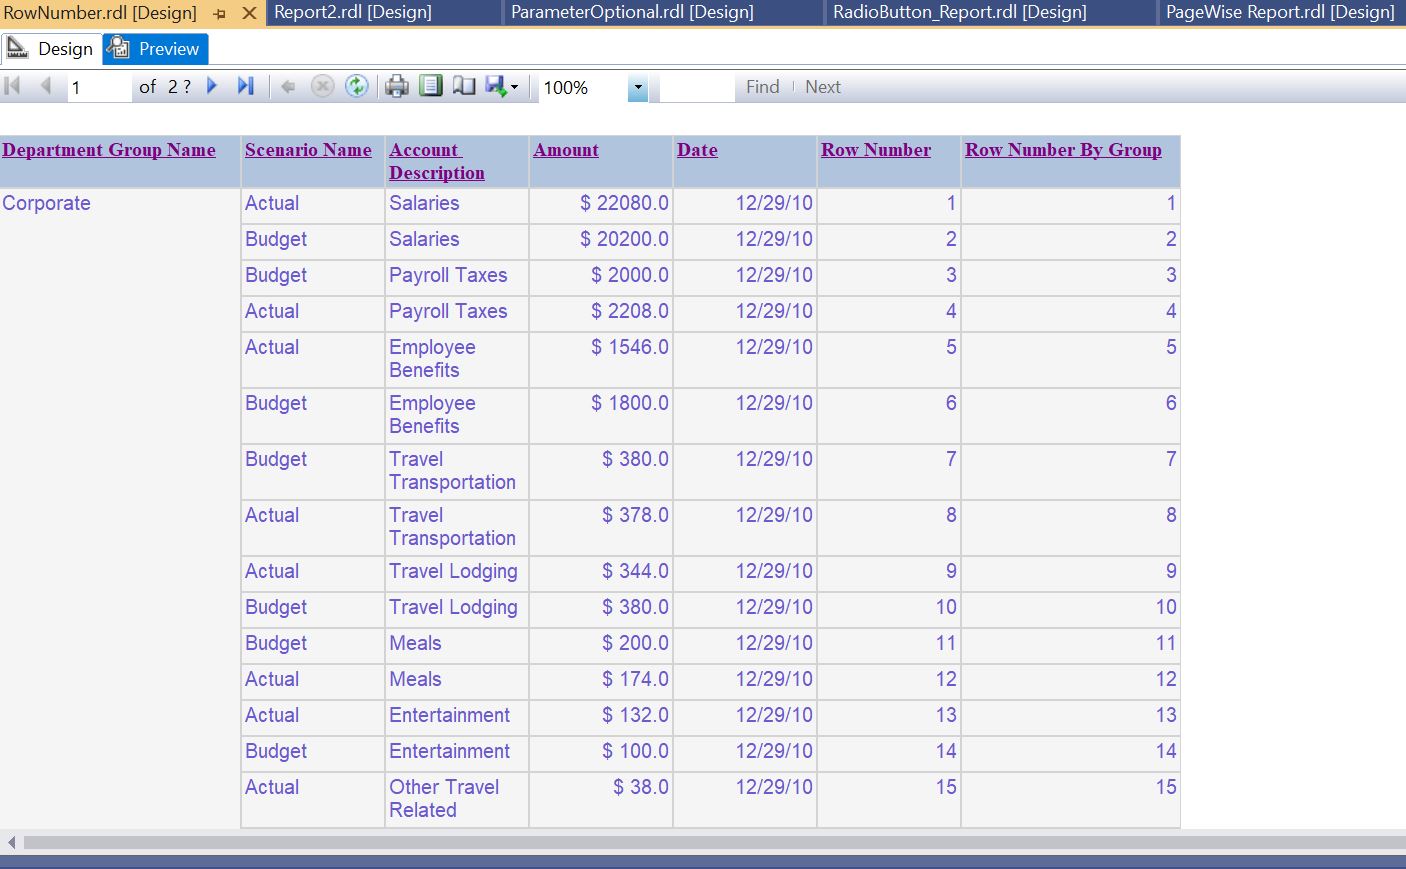 RowNumber.rdl [Design] Report2.rdl [Design] ParameterOptional.rdl [Design] RadioButton_Report.rdl [Design] PageWise Report.rdl [Design]
Design Preview
1 of 2 ? 100% Find Next
Department Group Name Scenario Name Account Amount Date Row Number Row Number By Group
Description
Corporate Actual Salaries $ 22080.0 12/29/10 1 1
Budget Salaries $ 20200.0 12/29/10 2 2
Budget Payroll Taxes $ 2000.0 12/29/10 3 3
Actual Payroll Taxes $ 2208.0 12/29/10 4 4
Actual Employee $ 1546.0 12/29/10 5 5
Benefits
Budget Employee $ 1800.0 12/29/10 6 6
Benefits
Budget Travel $ 380.0 12/29/10 7 7
Transportation
Actual Travel $ 378.0 12/29/10 8 8
Transportation
Actual Travel Lodging $ 344.0 12/29/10 9 9
Budget Travel Lodging $ 380.0 12/29/10 10 10
Budget Meals $ 200.0 12/29/10 11 11
Actual Meals $ 174.0 12/29/10 12 12
Actual Entertainment $ 132.0 12/29/10 13 13
Budget Entertainment $ 100.0 12/29/10 14 14
Actual Other Travel $ 38.0 12/29/10 15 15
Related